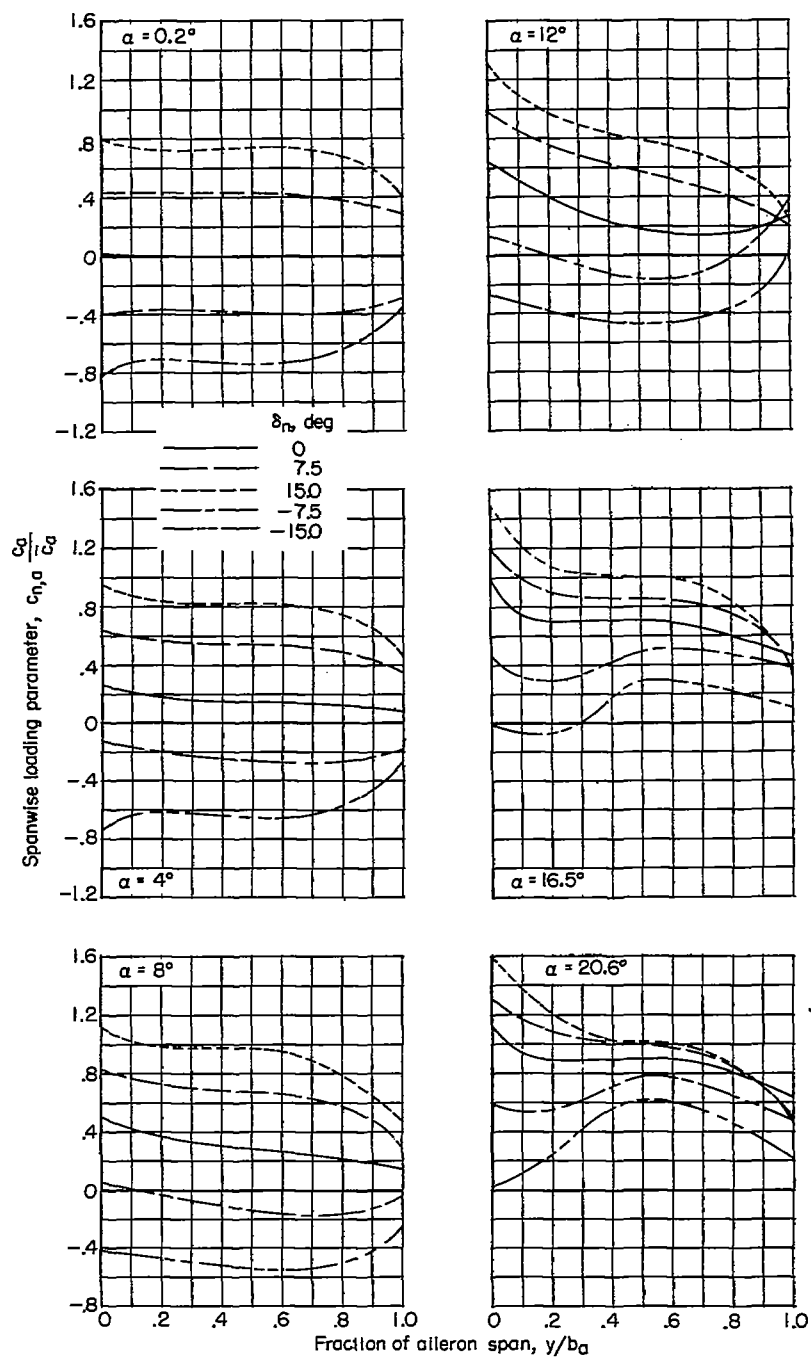 α = 0.2°
1.6
1.2
.8
.4
0
-.4
-.8
-1.2
α = 12°
δn, deg
0
7.5
15.0
-7.5
-15.0
Spanwise loading parameter, cn,a ca/c̄a
1.6
1.2
.8
.4
0
-.4
-.8
-1.2
α = 4°
α = 16.5°
1.6
1.2
.8
.4
0
-.4
-.8
α = 8°
α = 20.6°
0 .2 .4 .6 .8 1.0
0 .2 .4 .6 .8 1.0
Fraction of aileron span, y/ba